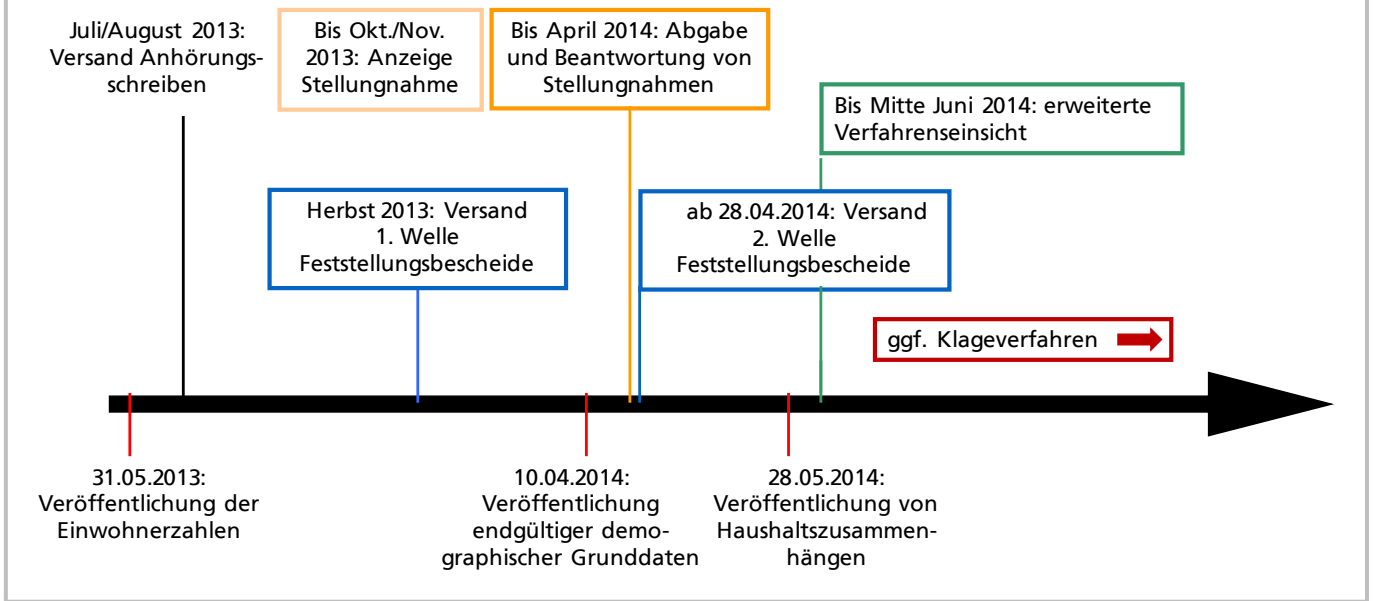 Juli/August 2013:
Versand Anhörungs-
schreiben
Bis Okt./Nov.
2013: Anzeige
Stellungnahme
Bis April 2014: Abgabe
und Beantwortung von
Stellungnahmen
Bis Mitte Juni 2014: erweiterte
Verfahrenseinsicht
Herbst 2013: Versand
1. Welle
Feststellungsbescheide
ab 28.04.2014: Versand
2. Welle
Feststellungsbescheide
ggf. Klageverfahren
31.05.2013:
Veröffentlichung der
Einwohnerzahlen
10.04.2014:
Veröffentlichung
endgültiger demo-
graphischer Grunddaten
28.05.2014:
Veröffentlichung von
Haushaltszusammen-
hängen